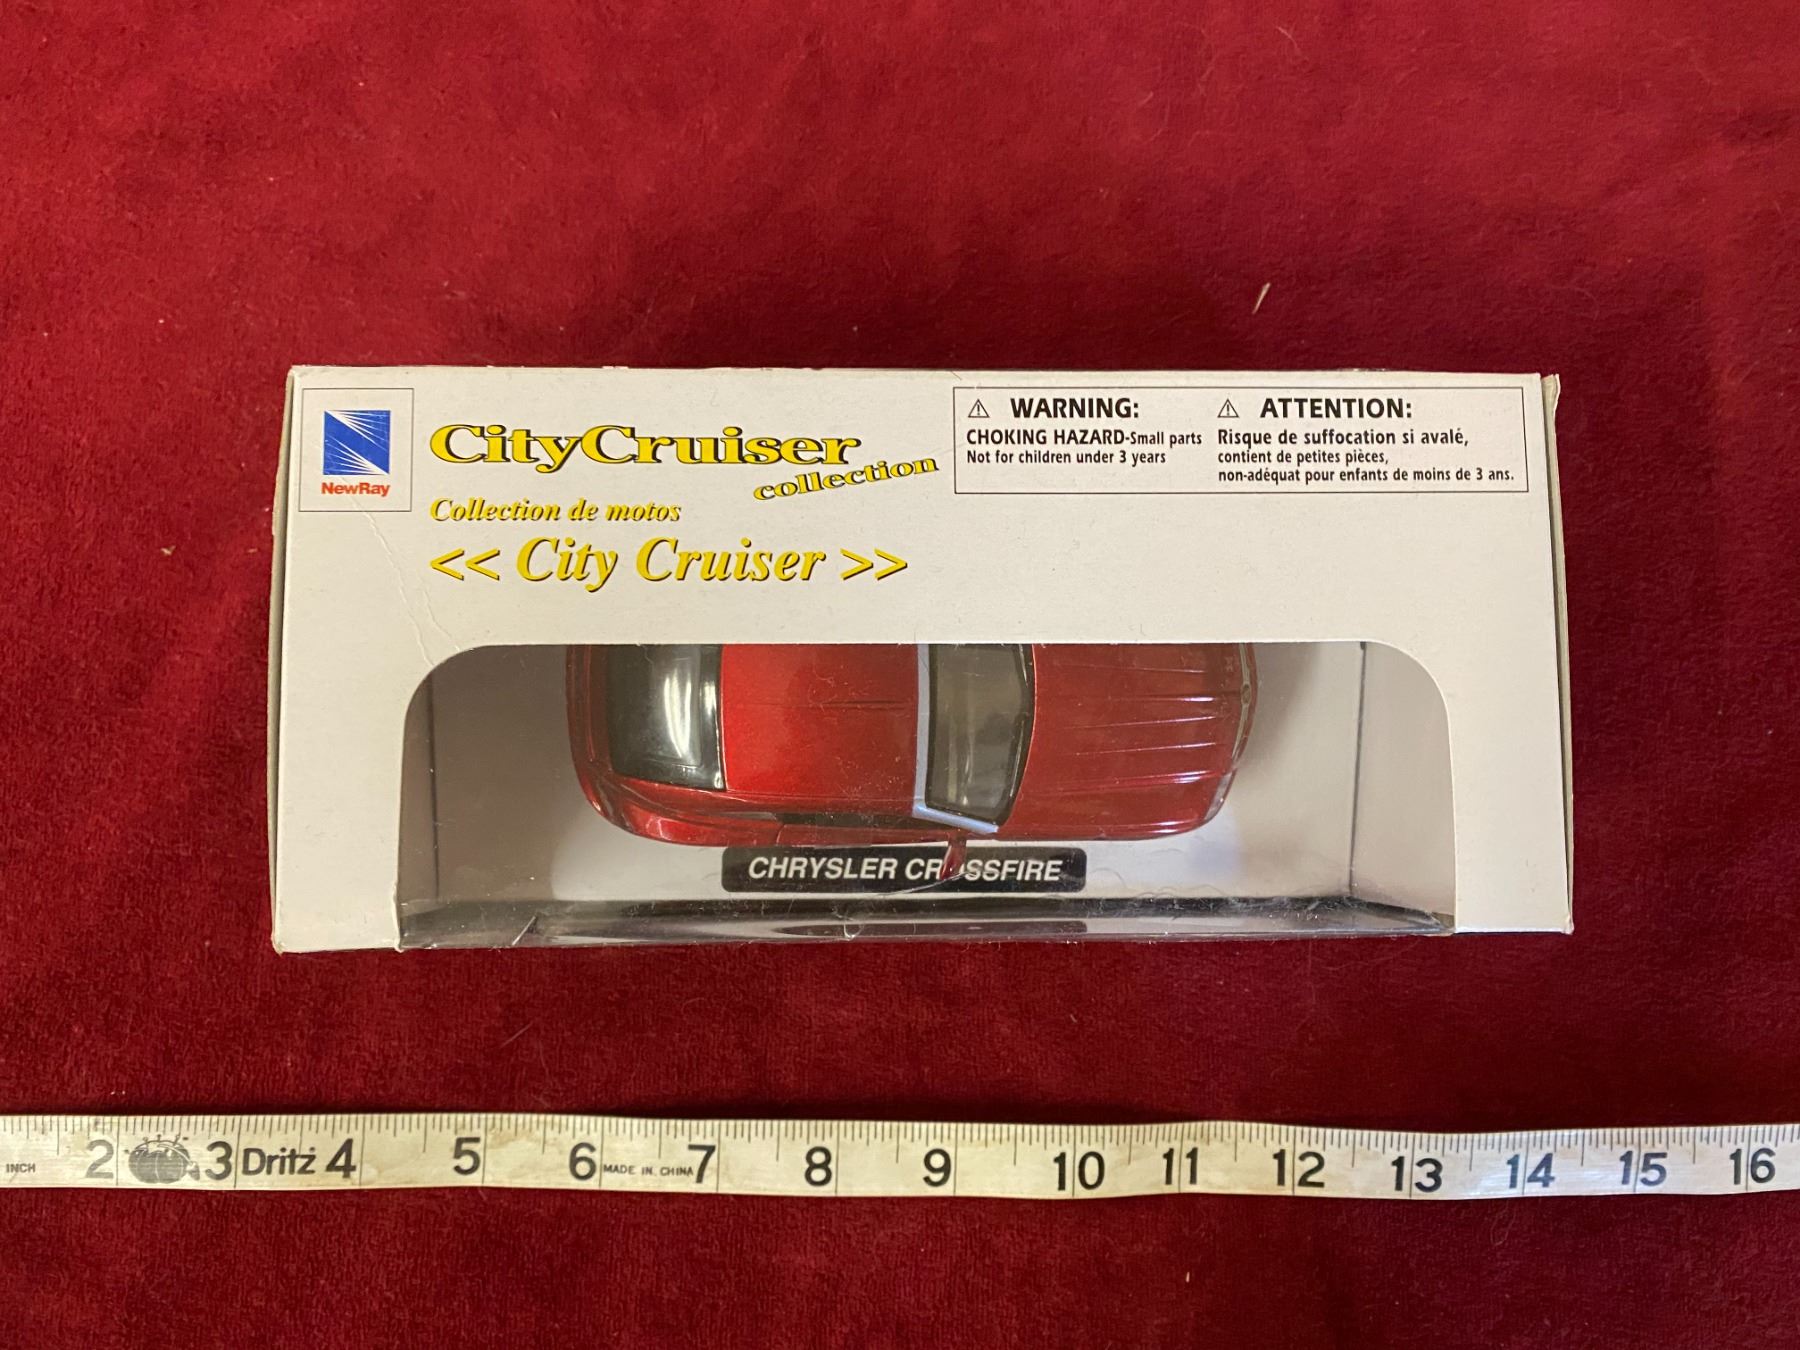 NewRay
CityCruiser
collection
Collection de motos
<< City Cruiser >>
⚠ WARNING:
CHOKING HAZARD-Small parts
Not for children under 3 years
⚠ ATTENTION:
Risque de suffocation si avalé,
contient de petites pièces,
non-adéquat pour enfants de moins de 3 ans.
CHRYSLER CR SSFIRE
INCH 2 3 Dritz 4 5 6 MADE IN CHINA 7 8 9 10 11 12 13 14 15 16